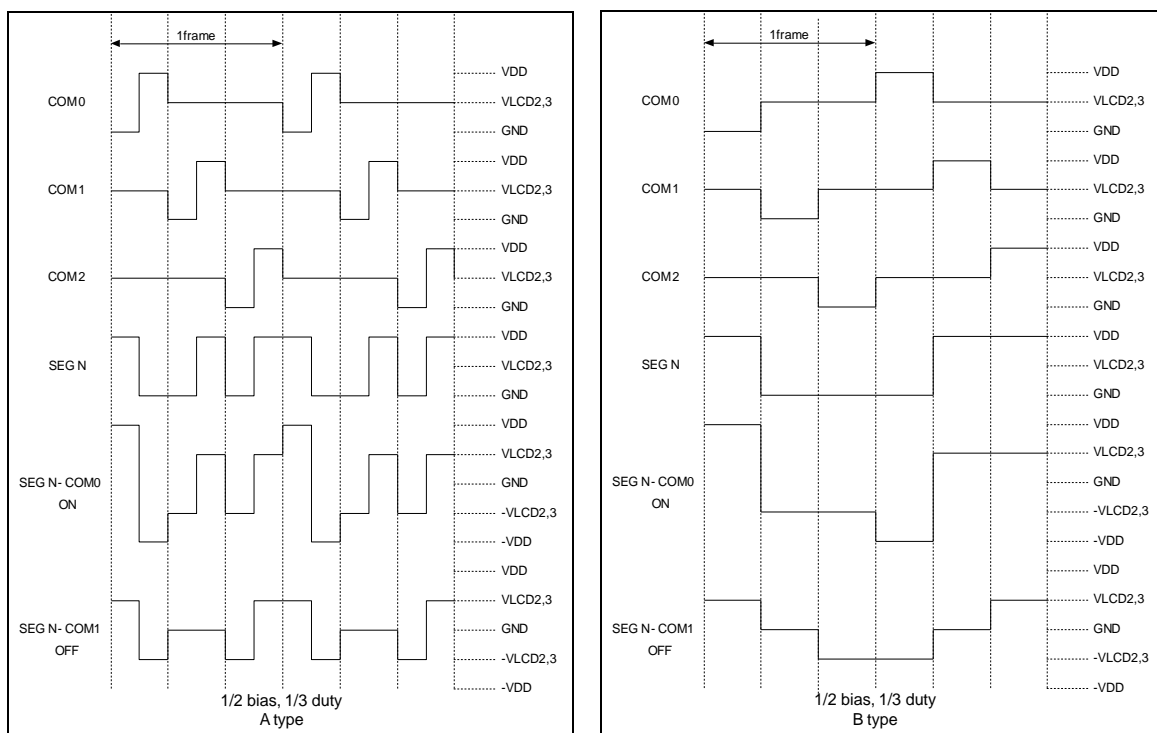 1frame
COM0
VDD
VLCD2,3
GND
COM1
VDD
VLCD2,3
GND
COM2
VDD
VLCD2,3
GND
SEG N
VDD
VLCD2,3
GND
SEG N- COM0
ON
VDD
VLCD2,3
GND
-VLCD2,3
-VDD
SEG N- COM1
OFF
VDD
VLCD2,3
GND
-VLCD2,3
-VDD
1/2 bias, 1/3 duty
A type
1frame
COM0
VDD
VLCD2,3
GND
COM1
VDD
VLCD2,3
GND
COM2
VDD
VLCD2,3
GND
SEG N
VDD
VLCD2,3
GND
SEG N- COM0
ON
VDD
VLCD2,3
GND
-VLCD2,3
-VDD
SEG N- COM1
OFF
VDD
VLCD2,3
GND
-VLCD2,3
-VDD
1/2 bias, 1/3 duty
B type